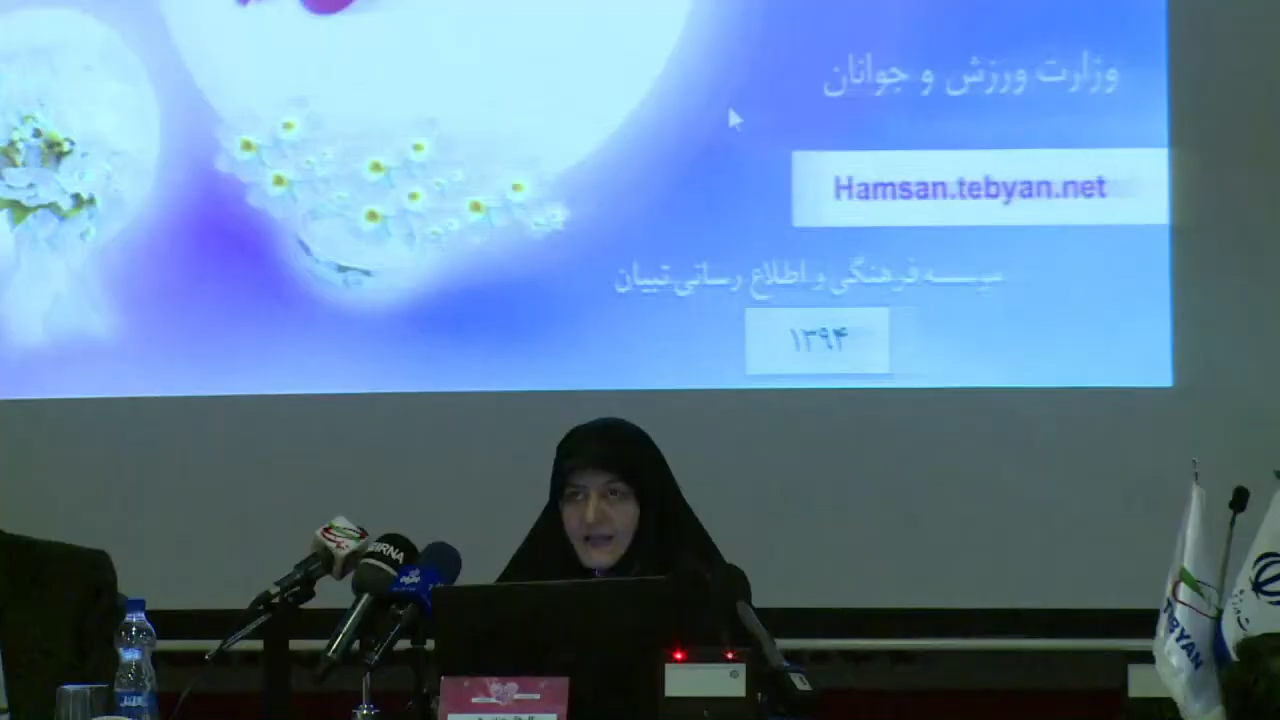 وزارت ورزش و جوانان
Hamsan.tebyan.net
موسسه فرهنگی و اطلاع رسانی تبیان
۱۳۹۴
IRNA
TEBYAN